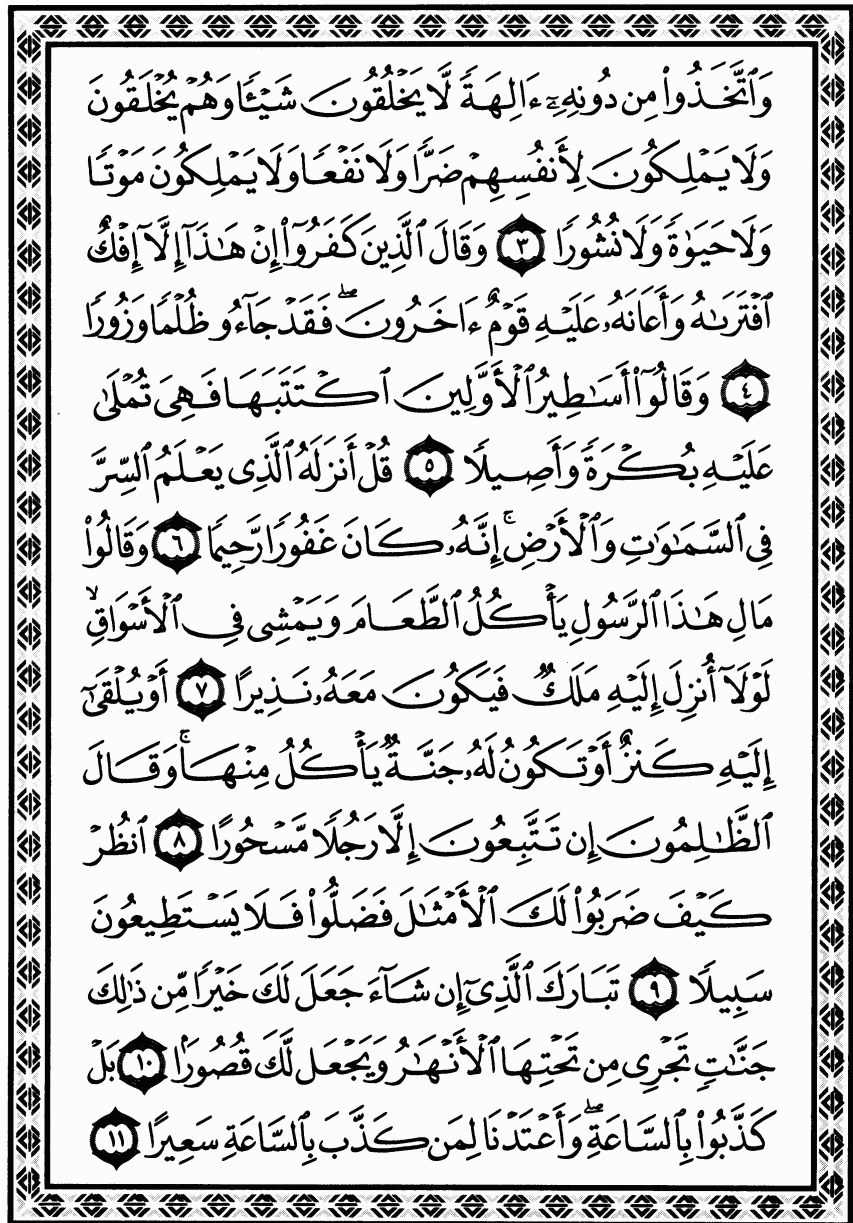 وَٱتَّخَذُوا۟ مِن دُونِهِۦٓ ءَالِهَةً لَّا يَخْلُقُونَ شَيْـًٔا وَهُمْ يُخْلَقُونَ
وَلَا يَمْلِكُونَ لِأَنفُسِهِمْ ضَرًّا وَلَا نَفْعًا وَلَا يَمْلِكُونَ مَوْتًا
وَلَا حَيَوٰةً وَلَا نُشُورًا ٣ وَقَالَ ٱلَّذِينَ كَفَرُوٓا۟ إِنْ هَـٰذَآ إِلَّآ إِفْكٌ
ٱفْتَرَىٰهُ وَأَعَانَهُۥ عَلَيْهِ قَوْمٌ ءَاخَرُونَ ۖ فَقَدْ جَآءُو ظُلْمًا وَزُورًا
٤ وَقَالُوٓا۟ أَسَـٰطِيرُ ٱلْأَوَّلِينَ ٱكْتَتَبَهَا فَهِىَ تُمْلَىٰ
عَلَيْهِ بُكْرَةً وَأَصِيلًا ٥ قُلْ أَنزَلَهُ ٱلَّذِى يَعْلَمُ ٱلسِّرَّ
فِى ٱلسَّمَـٰوَٰتِ وَٱلْأَرْضِ ۚ إِنَّهُۥ كَانَ غَفُورًا رَّحِيمًا ٦ وَقَالُوا۟
مَالِ هَـٰذَا ٱلرَّسُولِ يَأْكُلُ ٱلطَّعَامَ وَيَمْشِى فِى ٱلْأَسْوَاقِ ۙ
لَوْلَآ أُنزِلَ إِلَيْهِ مَلَكٌ فَيَكُونَ مَعَهُۥ نَذِيرًا ٧ أَوْ يُلْقَىٰٓ
إِلَيْهِ كَنزٌ أَوْ تَكُونُ لَهُۥ جَنَّةٌ يَأْكُلُ مِنْهَا ۚ وَقَالَ
ٱلظَّـٰلِمُونَ إِن تَتَّبِعُونَ إِلَّا رَجُلًا مَّسْحُورًا ٨ ٱنظُرْ
كَيْفَ ضَرَبُوا۟ لَكَ ٱلْأَمْثَـٰلَ فَضَلُّوا۟ فَلَا يَسْتَطِيعُونَ
سَبِيلًا ٩ تَبَارَكَ ٱلَّذِىٓ إِن شَآءَ جَعَلَ لَكَ خَيْرًا مِّن ذَٰلِكَ
جَنَّـٰتٍ تَجْرِى مِن تَحْتِهَا ٱلْأَنْهَـٰرُ وَيَجْعَل لَّكَ قُصُورًۢا ١٠ بَلْ
كَذَّبُوا۟ بِٱلسَّاعَةِ ۖ وَأَعْتَدْنَا لِمَن كَذَّبَ بِٱلسَّاعَةِ سَعِيرًا ١١